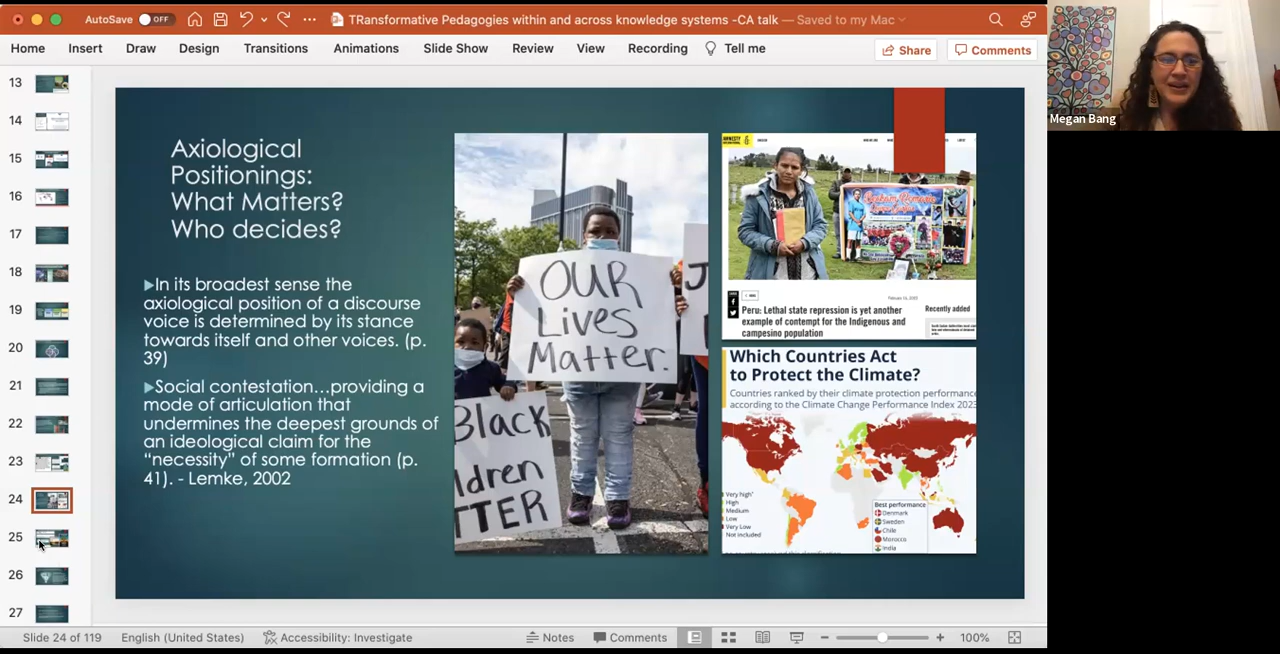 AutoSave OFF
TRansformative Pedagogies within and across knowledge systems -CA talk — Saved to my Mac
Home Insert Draw Design Transitions Animations Slide Show Review View Recording Tell me
Share Comments
Megan Bang
13
14
15
16
17
18
19
20
21
22
23
24
25
26
27
Axiological
Positionings:
What Matters?
Who decides?
In its broadest sense the
axiological position of a discourse
voice is determined by its stance
towards itself and other voices. (p.
39)
Social contestation…providing a
mode of articulation that
undermines the deepest grounds of
an ideological claim for the
“necessity” of some formation (p.
41). - Lemke, 2002
OUR
Lives
Matter.
J
Black
ldren
TTER
AMNESTY
Peru: Lethal state repression is yet another
example of contempt for the Indigenous and
campesino population
Recently added
Which Countries Act
to Protect the Climate?
Countries ranked by their climate protection performance
according to the Climate Change Performance Index 2023
Very high*
High
Medium
Low
Very Low
Not included
Best performance
Denmark
Sweden
Chile
Morocco
India
Slide 24 of 119 English (United States) Accessibility: Investigate Notes Comments 100%